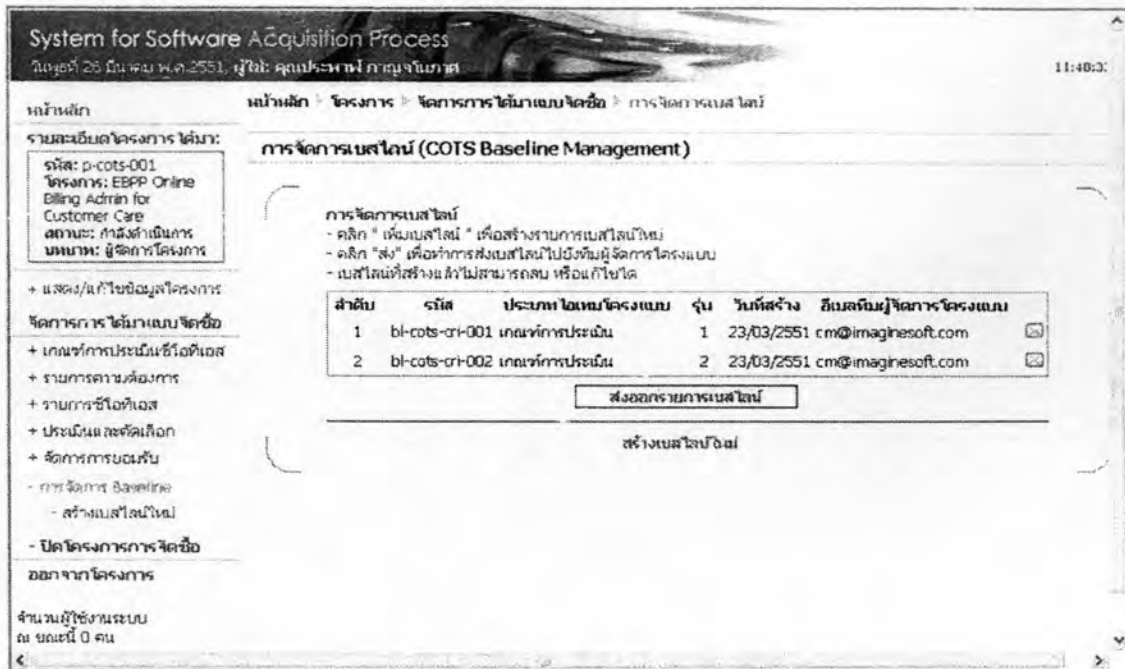 System for Software Acquisition Process
วันพุธที่ 26 มีนาคม พ.ศ.2551, ผู้ใช้: คุณประพาฬ กาญจโนภาศ
11:48:3
หน้าหลัก โครงการ จัดการการได้มาแบบจัดซื้อ การจัดการเบสไลน์
หน้าหลัก
รายละเอียดโครงการได้มา:
รหัส: p-cots-001
โครงการ: EBPP Online
Billing Admin for
Customer Care
สถานะ: กำลังดำเนินการ
บทบาท: ผู้จัดการโครงการ
+ แสดง/แก้ไขข้อมูลโครงการ
จัดการการได้มาแบบจัดซื้อ
+ เกณฑ์การประเมินซีโอทีเอส
+ รายการความต้องการ
+ รายการซีโอทีเอส
+ ประเมินและคัดเลือก
+ จัดการการยอมรับ
- การจัดการ Baseline
- สร้างเบสไลน์ใหม่
- ปิดโครงการการจัดซื้อ
ออกจากโครงการ
จำนวนผู้ใช้งานระบบ
ณ ขณะนี้ 0 คน
การจัดการเบสไลน์ (COTS Baseline Management)
การจัดการเบสไลน์
- คลิก " เพิ่มเบสไลน์ " เพื่อสร้างรายการเบสไลน์ใหม่
- คลิก "ส่ง" เพื่อทำการส่งเบสไลน์ไปยังทีมผู้จัดการโครงแบบ
- เบสไลน์ที่สร้างแล้วไม่สามารถลบ หรือแก้ไขได้
ลำดับ รหัส ประเภทไอเทมโครงแบบ รุ่น วันที่สร้าง อีเมลทีมผู้จัดการโครงแบบ
1 bl-cots-cri-001 เกณฑ์การประเมิน 1 23/03/2551 cm@imaginesoft.com
2 bl-cots-cri-002 เกณฑ์การประเมิน 2 23/03/2551 cm@imaginesoft.com
ส่งออกรายการเบสไลน์
สร้างเบสไลน์ใหม่